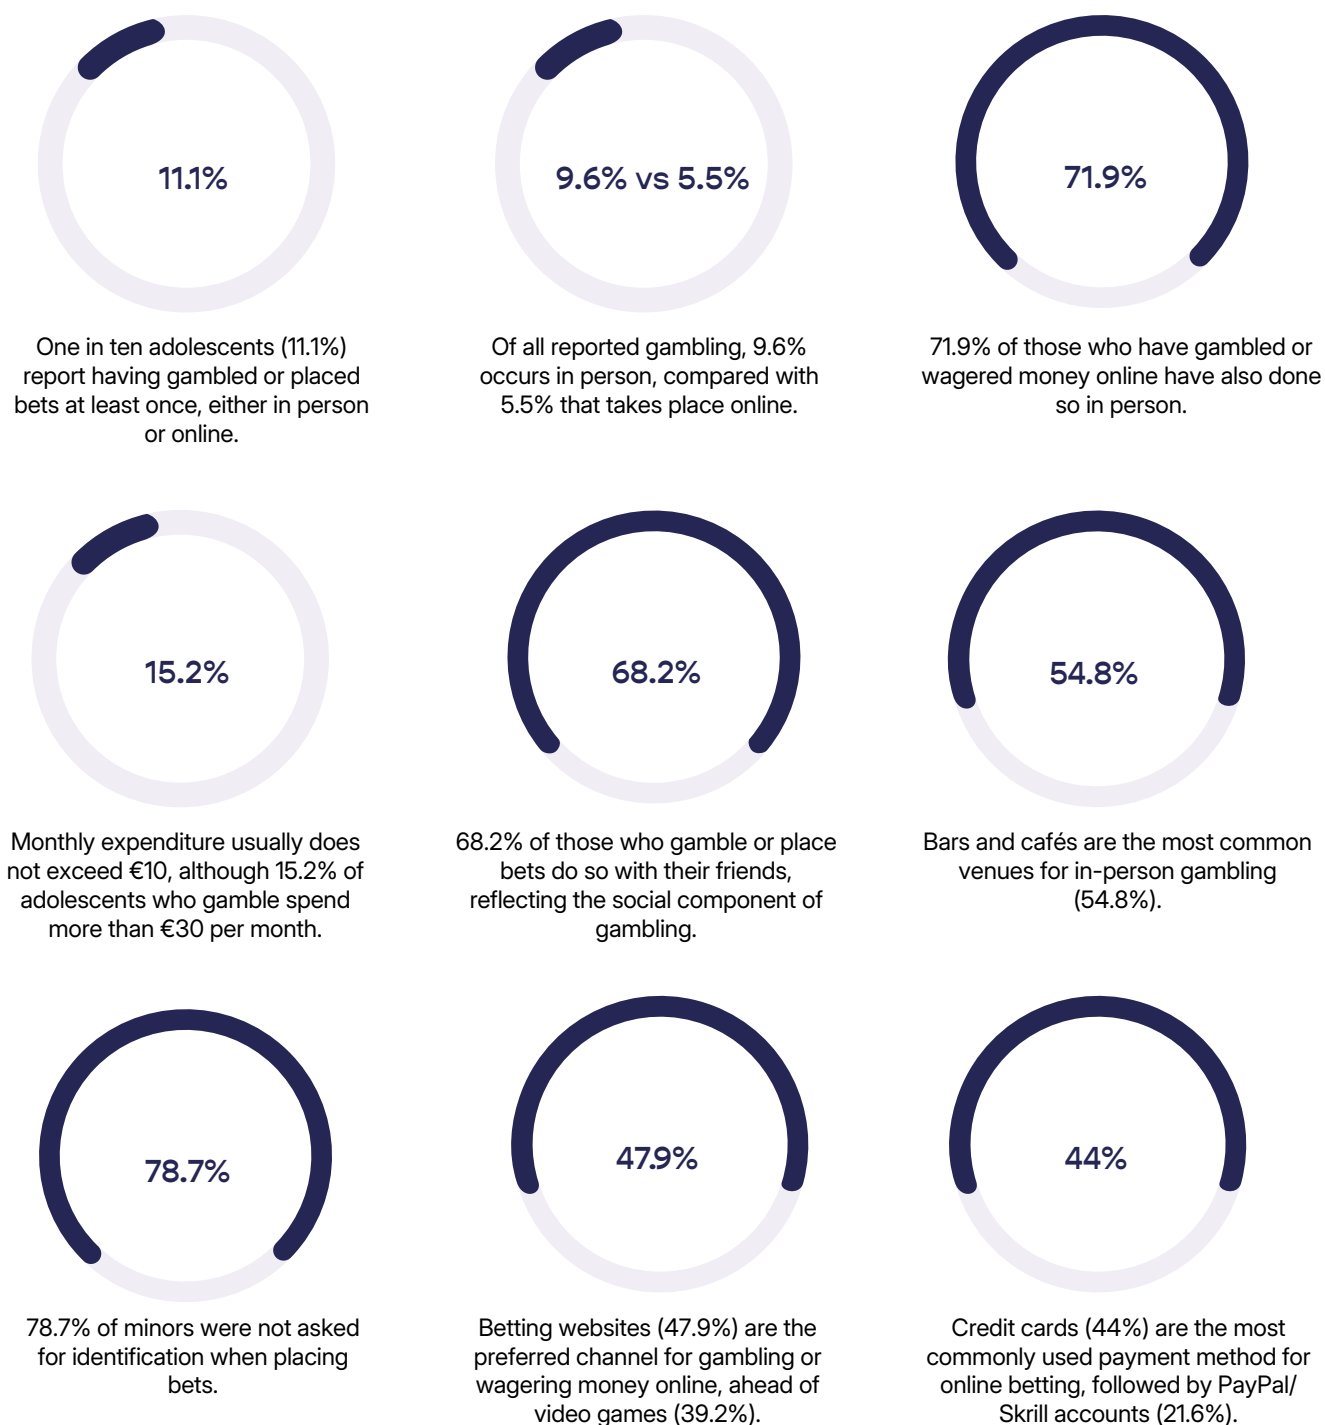 11.1%
9.6% vs 5.5%
71.9%
One in ten adolescents (11.1%)
report having gambled or placed
bets at least once, either in person
or online.
Of all reported gambling, 9.6%
occurs in person, compared with
5.5% that takes place online.
71.9% of those who have gambled or
wagered money online have also done
so in person.
15.2%
68.2%
54.8%
Monthly expenditure usually does
not exceed €10, although 15.2% of
adolescents who gamble spend
more than €30 per month.
68.2% of those who gamble or place
bets do so with their friends,
reflecting the social component of
gambling.
Bars and cafés are the most common
venues for in-person gambling
(54.8%).
78.7%
47.9%
44%
78.7% of minors were not asked
for identification when placing
bets.
Betting websites (47.9%) are the
preferred channel for gambling or
wagering money online, ahead of
video games (39.2%).
Credit cards (44%) are the most
commonly used payment method for
online betting, followed by PayPal/
Skrill accounts (21.6%).